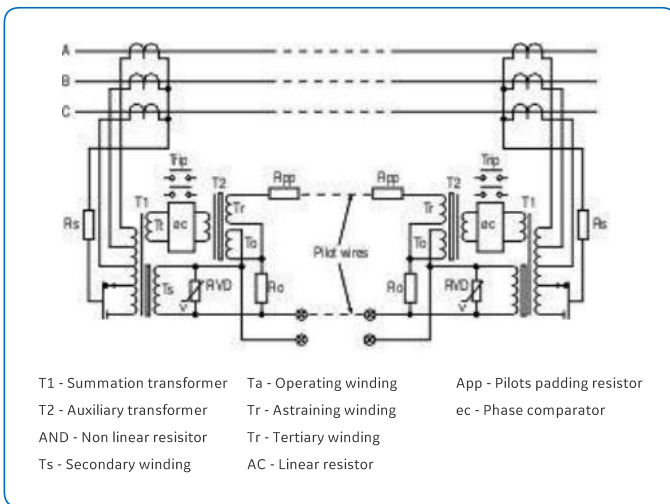 A
B
C
Trip
Trip
Rpp
Rpp
T2
T2
T1
T1
Tr
Tr
Rs
Rs
Tt
øc
øc
To
To
Pilot wires
Ts
RVD
RVD
Ro
Ro
V
V
T1 - Summation transformer
T2 - Auxiliary transformer
AND - Non linear resisitor
Ts - Secondary winding
Ta - Operating winding
Tr - Astraining winding
Tr - Tertiary winding
AC - Linear resistor
App - Pilots padding resistor
ec - Phase comparator